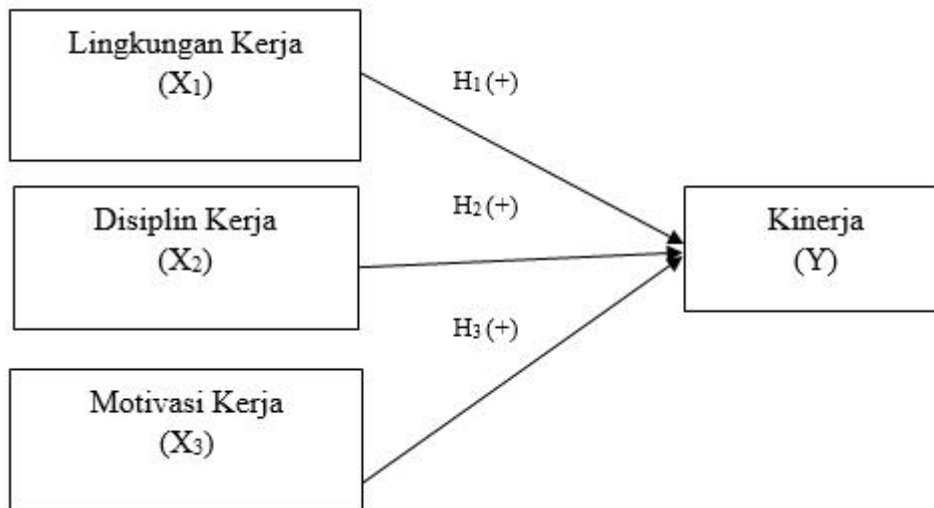 Lingkungan Kerja
(X₁)
H₁ (+)
Disiplin Kerja
(X₂)
H₂ (+)
Kinerja
(Y)
H₃ (+)
Motivasi Kerja
(X₃)